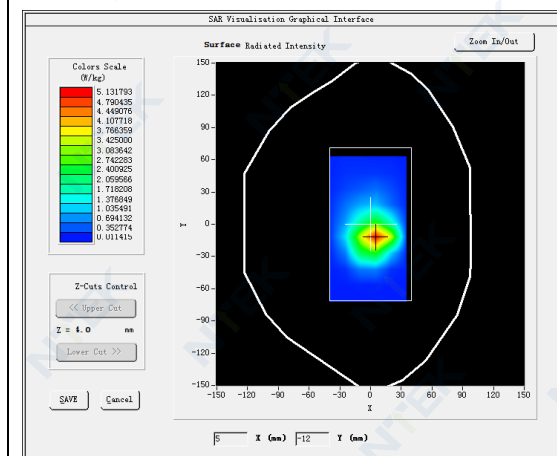 SAR Visualisation Graphical Interface
Surface Radiated Intensity
Zoom In/Out
Colors Scale
(W/kg)
5.131793
4.790435
4.449076
4.107718
3.766359
3.425000
3.083642
2.742283
2.400925
2.059566
1.718208
1.376849
1.035491
0.694132
0.352774
0.011415
Z-Cuts Control
<< Upper Cut
Z = 4.0 mm
Lower Cut >>
SAVE Cancel
150
120
90
60
30
0
-30
-60
-90
-120
-150
Y
-150 -120 -90 -60 -30 0 30 60 90 120 150
X
5 X (mm) -12 Y (mm)
NTEK